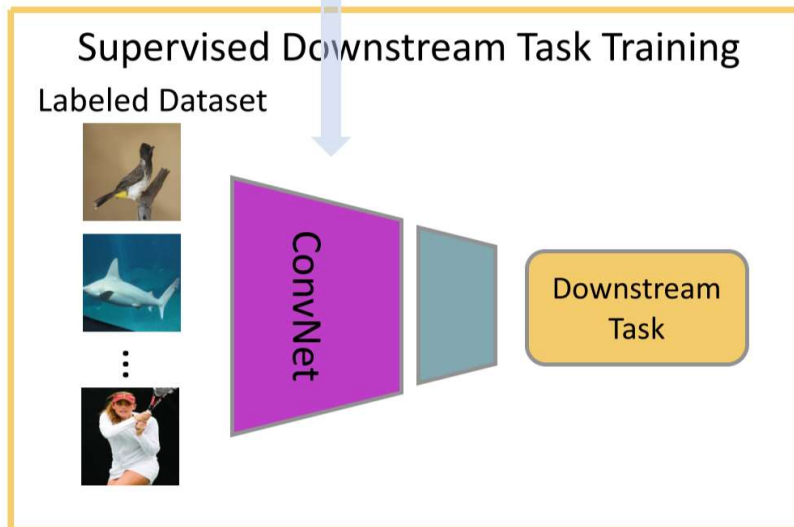 Supervised Downstream Task Training
Labeled Dataset
ConvNet
Downstream
Task